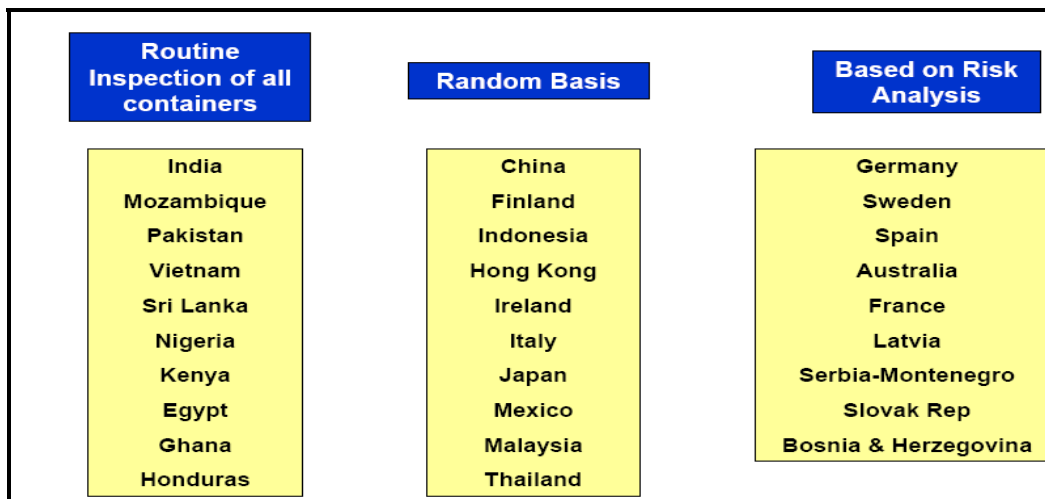 Routine
Inspection of all
containers
Random Basis
Based on Risk
Analysis
India
Mozambique
Pakistan
Vietnam
Sri Lanka
Nigeria
Kenya
Egypt
Ghana
Honduras
China
Finland
Indonesia
Hong Kong
Ireland
Italy
Japan
Mexico
Malaysia
Thailand
Germany
Sweden
Spain
Australia
France
Latvia
Serbia-Montenegro
Slovak Rep
Bosnia & Herzegovina